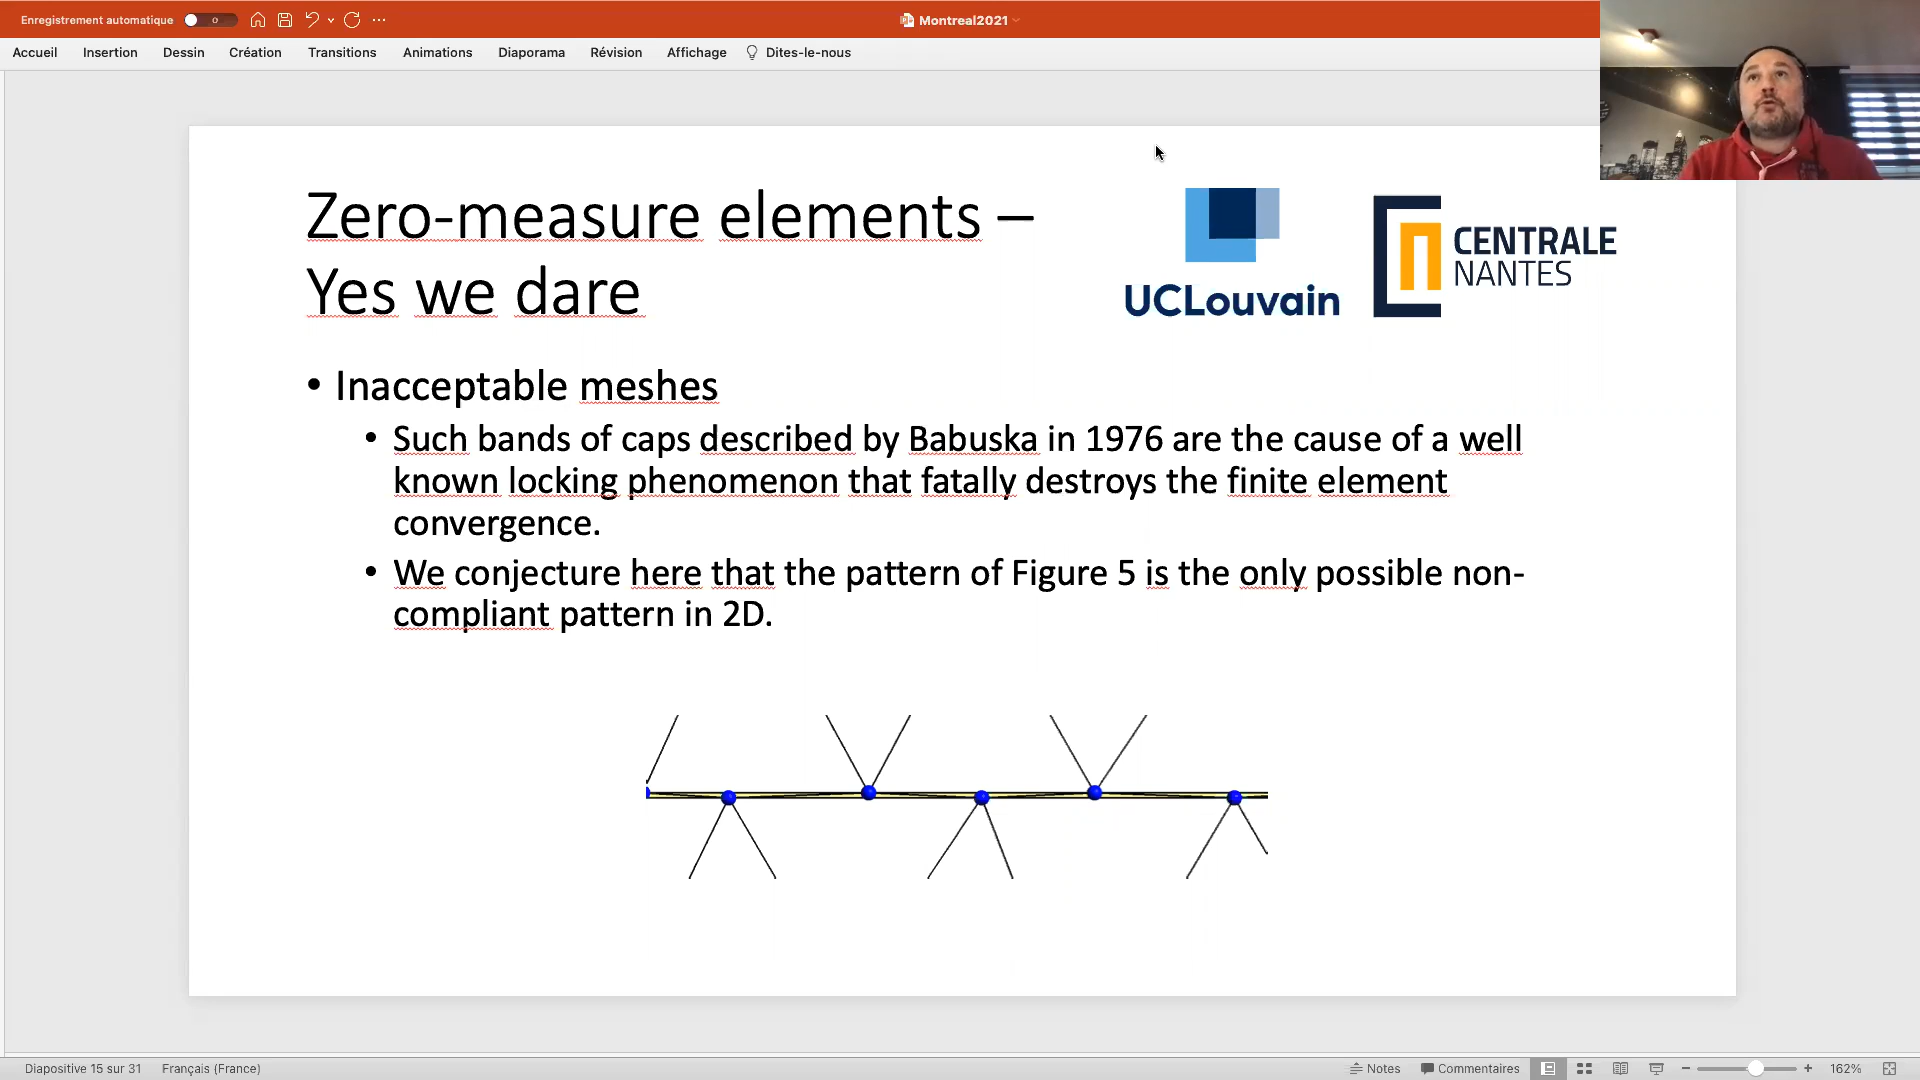 Enregistrement automatique
Montreal2021
Accueil Insertion Dessin Création Transitions Animations Diaporama Révision Affichage Dites-le-nous
Zero-measure elements –
Yes we dare
UCLouvain
CENTRALE
NANTES
• Inacceptable meshes
• Such bands of caps described by Babuska in 1976 are the cause of a well
known locking phenomenon that fatally destroys the finite element
convergence.
• We conjecture here that the pattern of Figure 5 is the only possible non-
compliant pattern in 2D.
Diapositive 15 sur 31 Français (France) Notes Commentaires 162%